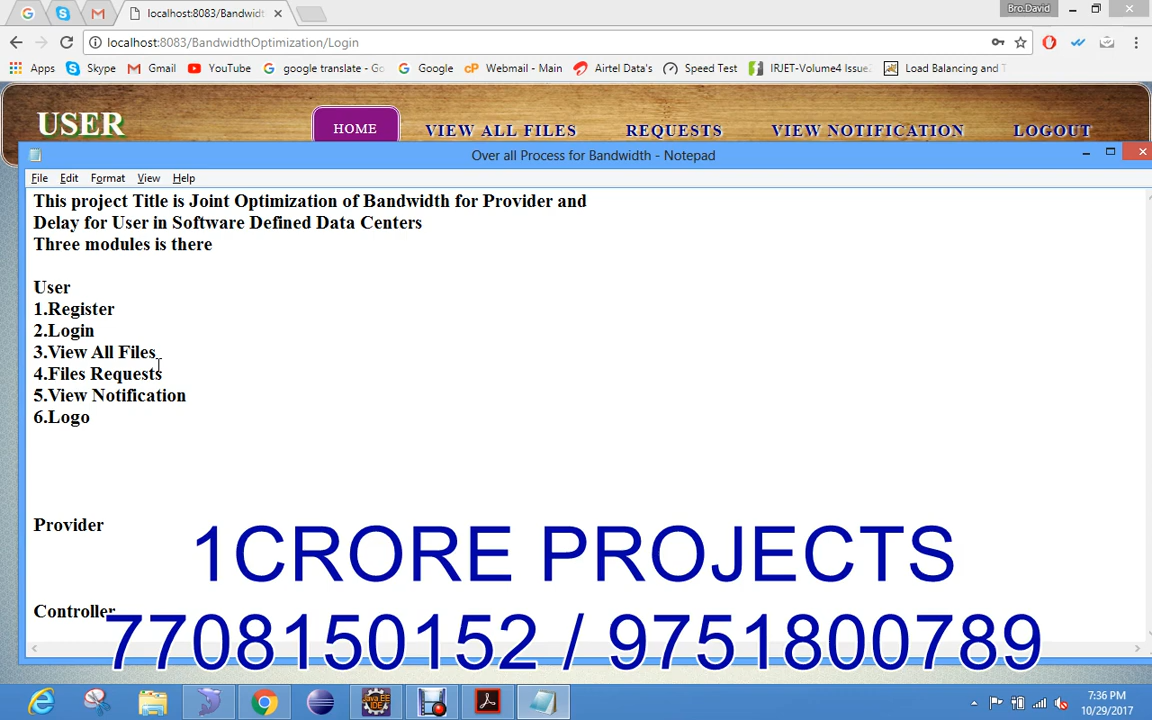 localhost:8083/Bandwidt
Bro.David
localhost:8083/BandwidthOptimization/Login
Apps Skype Gmail YouTube google translate - Go Google Webmail - Main Airtel Data's Speed Test IRJET-Volume4 Issue Load Balancing and T
USER HOME VIEW ALL FILES REQUESTS VIEW NOTIFICATION LOGOUT
Over all Process for Bandwidth - Notepad
File Edit Format View Help
This project Title is Joint Optimization of Bandwidth for Provider and
Delay for User in Software Defined Data Centers
Three modules is there
User
1.Register
2.Login
3.View All Files
4.Files Requests
5.View Notification
6.Logo
Provider
1CRORE PROJECTS
Controller
7708150152 / 9751800789
7:36 PM
10/29/2017